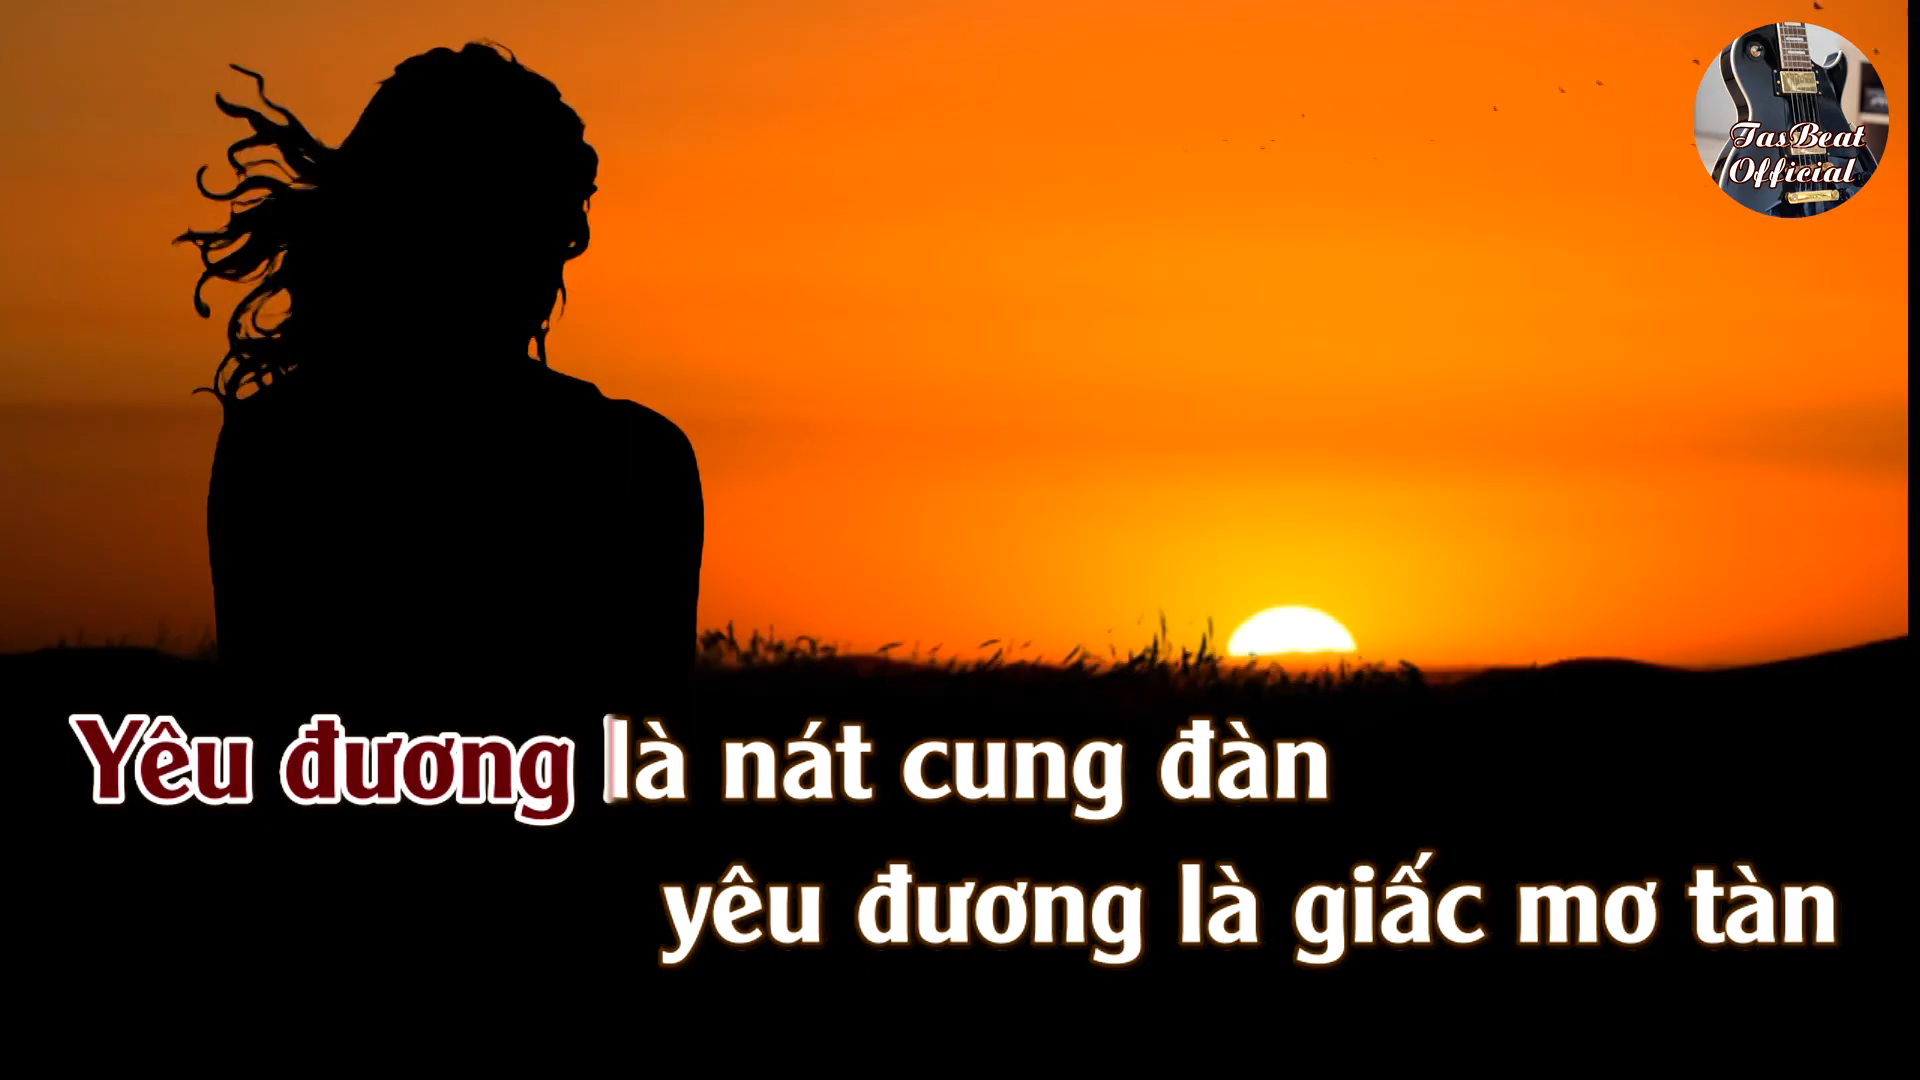 TasBeat
Official
Yêu đương là nát cung đàn
yêu đương là giấc mơ tàn